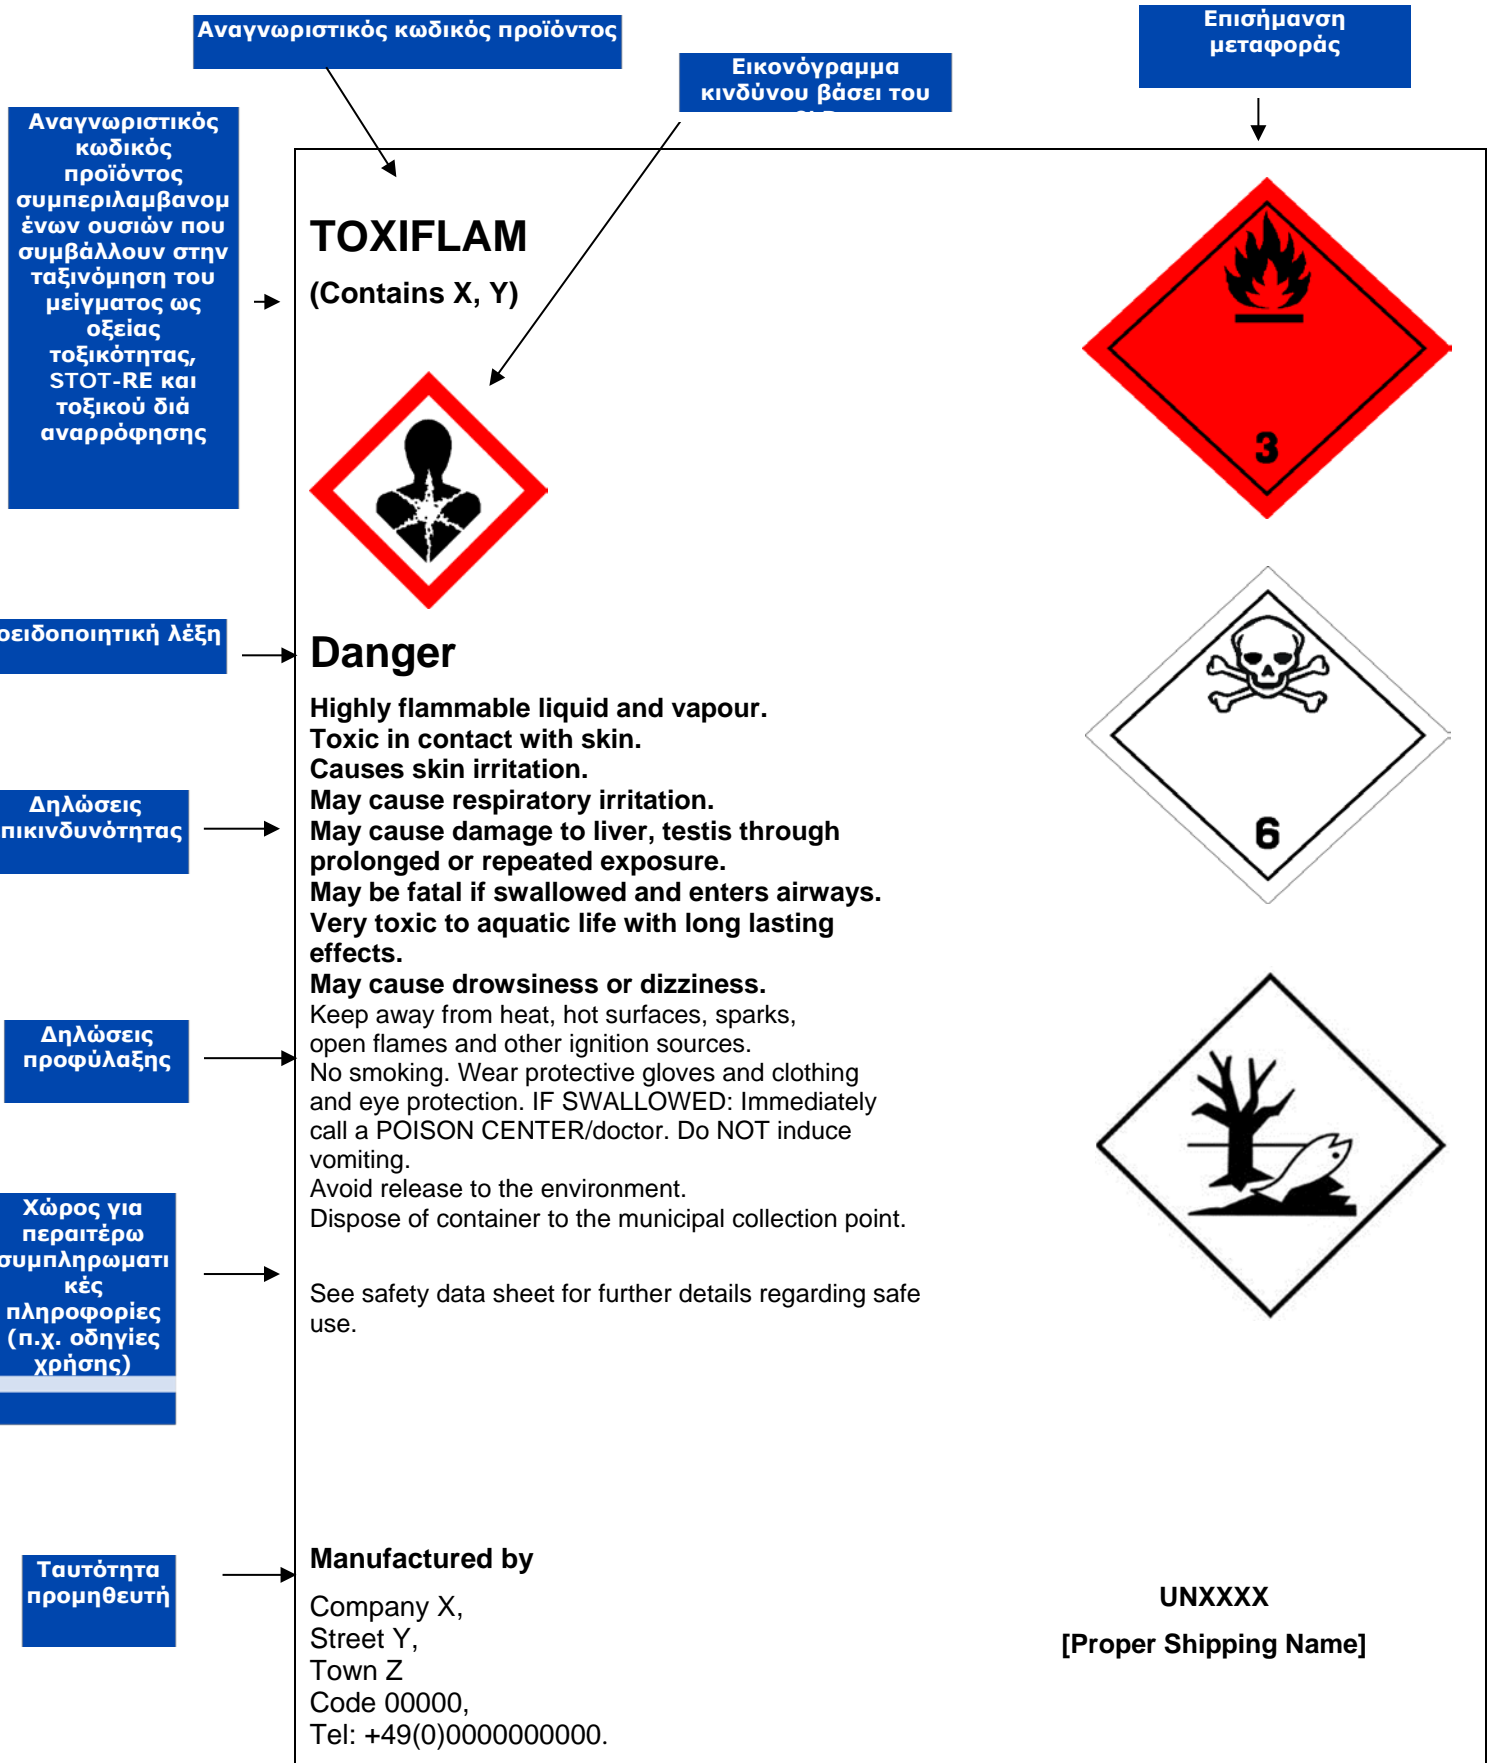 Αναγνωριστικός κωδικός προϊόντος
Επισήμανση
μεταφοράς
Εικονόγραμμα
κινδύνου βάσει του
Αναγνωριστικός
κωδικός
προϊόντος
συμπεριλαμβανομ
ένων ουσιών που
συμβάλλουν στην
ταξινόμηση του
μείγματος ως
οξείας
τοξικότητας,
STOT-RE και
τοξικού διά
αναρρόφησης
TOXIFLAM
(Contains X, Y)
3
οειδοποιητική λέξη
Danger
Highly flammable liquid and vapour.
Toxic in contact with skin.
Causes skin irritation.
May cause respiratory irritation.
May cause damage to liver, testis through
prolonged or repeated exposure.
May be fatal if swallowed and enters airways.
Very toxic to aquatic life with long lasting
effects.
May cause drowsiness or dizziness.
6
Δηλώσεις
πικινδυνότητας
Δηλώσεις
προφύλαξης
Keep away from heat, hot surfaces, sparks,
open flames and other ignition sources.
No smoking. Wear protective gloves and clothing
and eye protection. IF SWALLOWED: Immediately
call a POISON CENTER/doctor. Do NOT induce
vomiting.
Avoid release to the environment.
Dispose of container to the municipal collection point.
Χώρος για
περαιτέρω
συμπληρωματι
κές
πληροφορίες
(π.χ. οδηγίες
χρήσης)
See safety data sheet for further details regarding safe
use.
Ταυτότητα
προμηθευτή
Manufactured by
Company X,
Street Y,
Town Z
Code 00000,
Tel: +49(0)0000000000.
UNXXXX
[Proper Shipping Name]